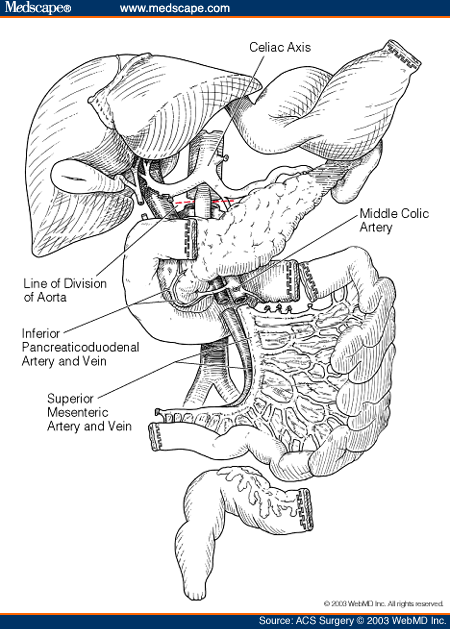 Medscape® www.medscape.com
Celiac Axis
Middle Colic
Artery
Line of Division
of Aorta
Inferior
Pancreaticoduodenal
Artery and Vein
Superior
Mesenteric
Artery and Vein
© 2003 WebMD Inc. All rights reserved.
Source: ACS Surgery © 2003 WebMD Inc.